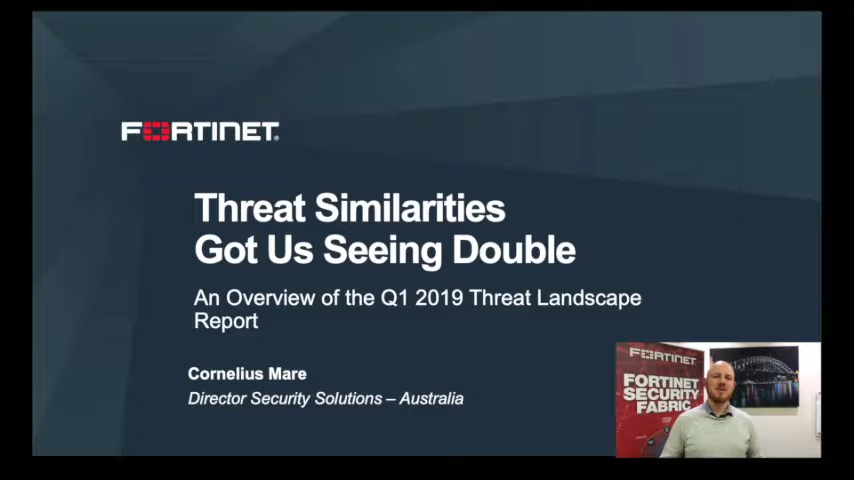 FORTINET
Threat Similarities
Got Us Seeing Double
An Overview of the Q1 2019 Threat Landscape
Report
Cornelius Mare
Director Security Solutions – Australia
FORTINET
FORTINET
SECURITY
FABRIC